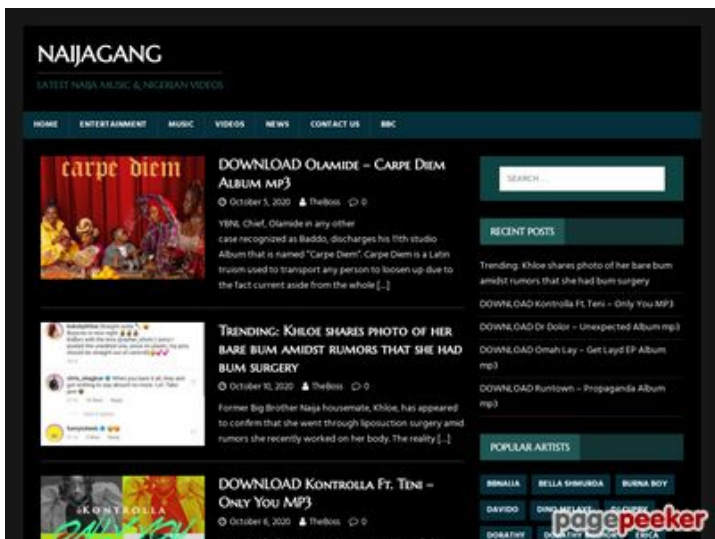 NAIJAGANG
LATEST NAIJA MUSIC & NIGERIAN VIDEOS
HOME ENTERTAINMENT MUSIC VIDEOS NEWS CONTACT US BBC
carpe diem
DOWNLOAD Olamide – Carpe Diem
Album mp3
October 5, 2020 TheBoss 0
YBNL Chief, Olamide in any other
case recognized as Baddo, discharges his 11th studio
Album that is named "Carpe Diem". Carpe Diem is a Latin
truism used to transport any person to loosen up due to
the fact current aside from the whole [...]
Trending: Khloe shares photo of her
bare bum amidst rumors that she had
bum surgery
October 10, 2020 TheBoss 0
Former Big Brother Naija housemate, Khloe, has appeared
to confirm that she went through liposuction surgery amid
rumors she recently worked on her body. The reality [...]
KONTROLLA
DOWNLOAD Kontrolla Ft. Teni –
Only You MP3
October 6, 2020 TheBoss 0
SEARCH ...
RECENT POSTS
Trending: Khloe shares photo of her bare bum
amidst rumors that she had bum surgery
DOWNLOAD Kontrolla Ft. Teni – Only You MP3
DOWNLOAD Dr Dolor – Unexpected Album mp3
DOWNLOAD Omah Lay – Get Layd EP Album
mp3
DOWNLOAD Runtown – Propaganda Album
mp3
POPULAR ARTISTS
BBNAIJA BELLA SHMURDA BURNA BOY
DAVIDO DINO MELAYE DJ CUPPY
DORATHY ERICA
pagepeeker